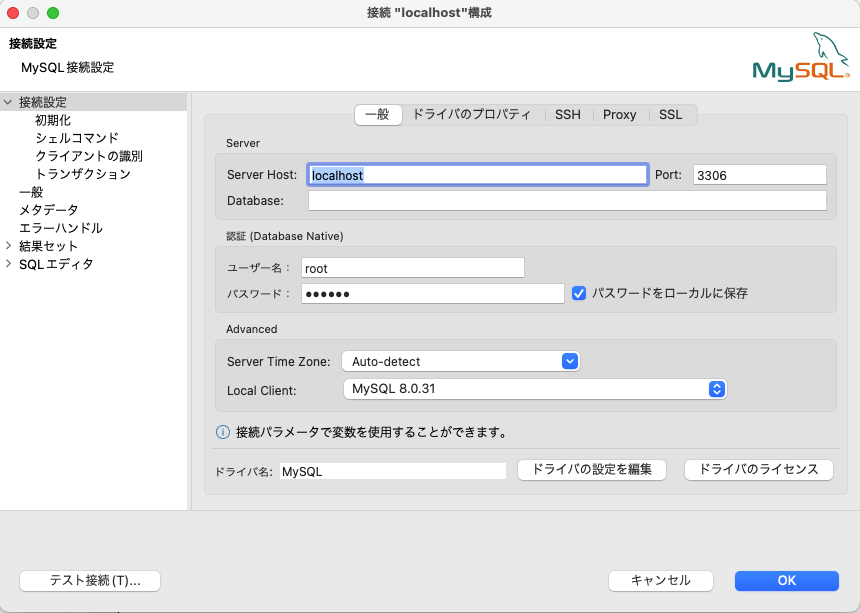 接続 "localhost"構成
接続設定
MySQL 接続設定
MySQL®
接続設定
初期化
シェルコマンド
クライアントの識別
トランザクション
一般
メタデータ
エラーハンドル
結果セット
SQL エディタ
一般 ドライバのプロパティ SSH Proxy SSL
Server
Server Host: localhost Port: 3306
Database:
認証 (Database Native)
ユーザー名： root
パスワード： ●●●●●● パスワードをローカルに保存
Advanced
Server Time Zone: Auto-detect
Local Client: MySQL 8.0.31
接続パラメータで変数を使用することができます。
ドライバ名: MySQL ドライバの設定を編集 ドライバのライセンス
テスト接続(T)... キャンセル OK